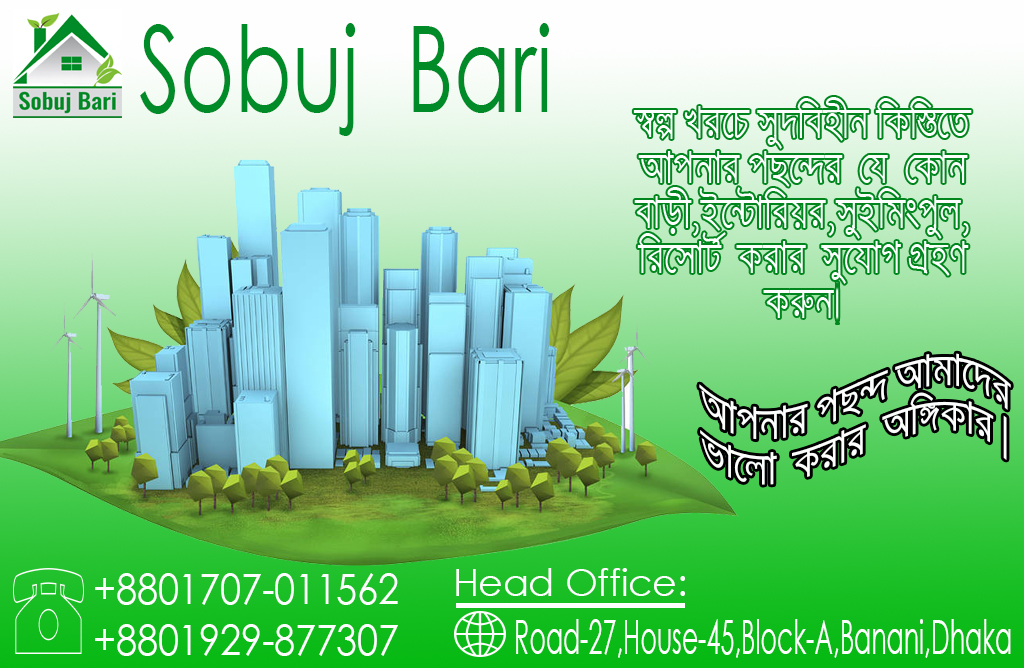 Sobuj Bari
Sobuj Bari
স্বল্প খরচে সুদবিহীন কিস্তিতে
আপনার পছন্দের যে কোন
বাড়ী,ইন্টোরিয়র,সুইমিংপুল,
রিসোর্ট করার সুযোগ গ্রহণ
করুন।
আপনার পছন্দ আমাদের
ভালো করার অঙ্গিকার।
+8801707-011562
+8801929-877307
Head Office:
Road-27,House-45,Block-A,Banani,Dhaka